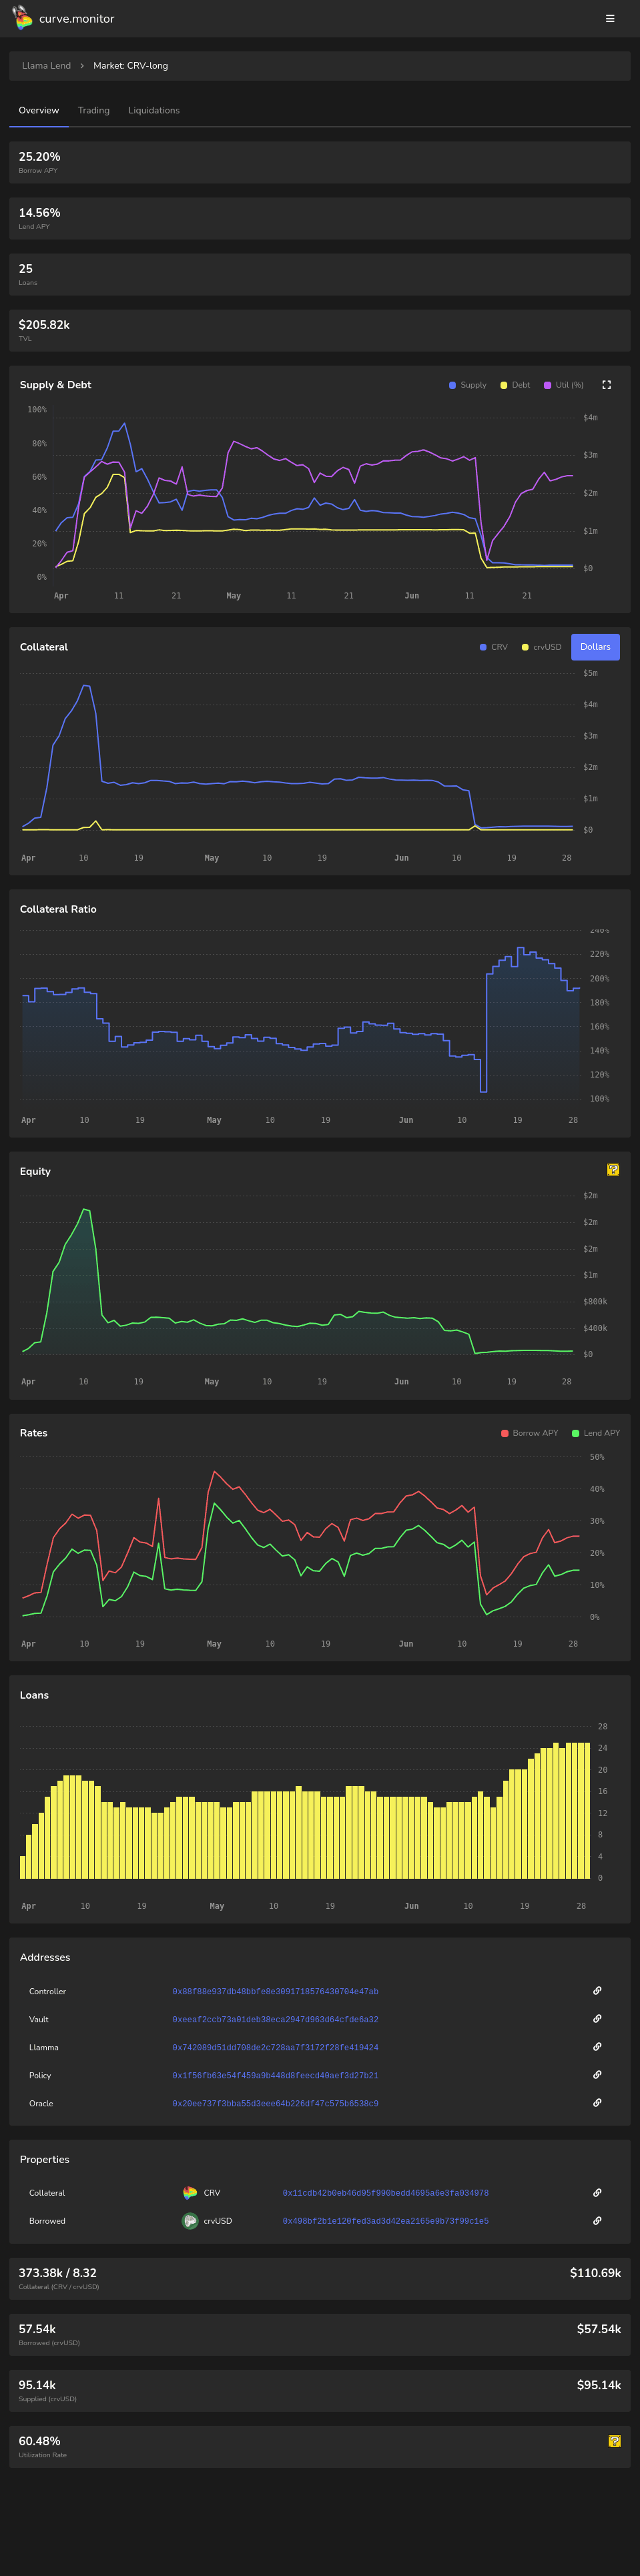 curve.monitor
Llama Lend > Market: CRV-long
Overview Trading Liquidations
25.20%
Borrow APY
14.56%
Lend APY
25
Loans
$205.82k
TVL
Supply & Debt Supply Debt Util (%)
100%
$4m
80%
$3m
60%
$2m
40%
$1m
20%
$0
0%
Apr 11 21 May 11 21 Jun 11 21
Collateral CRV crvUSD Dollars
$5m
$4m
$3m
$2m
$1m
$0
Apr 10 19 May 10 19 Jun 10 19 28
Collateral Ratio
240%
220%
200%
180%
160%
140%
120%
100%
Apr 10 19 May 10 19 Jun 10 19 28
Equity
$2m
$2m
$2m
$1m
$800k
$400k
$0
Apr 10 19 May 10 19 Jun 10 19 28
Rates Borrow APY Lend APY
50%
40%
30%
20%
10%
0%
Apr 10 19 May 10 19 Jun 10 19 28
Loans
28
24
20
16
12
8
4
0
Apr 10 19 May 10 19 Jun 10 19 28
Addresses
Controller 0x88f88e937db48bbfe8e3091718576430704e47ab
Vault 0xeeaf2ccb73a01deb38eca2947d963d64cfde6a32
Llamma 0x742089d51dd708de2c728aa7f3172f28fe419424
Policy 0x1f56fb63e54f459a9b448d8feecd40aef3d27b21
Oracle 0x20ee737f3bba55d3eee64b226df47c575b6538c9
Properties
Collateral CRV 0x11cdb42b0eb46d95f990bedd4695a6e3fa034978
Borrowed crvUSD 0x498bf2b1e120fed3ad3d42ea2165e9b73f99c1e5
373.38k / 8.32 $110.69k
Collateral (CRV / crvUSD)
57.54k $57.54k
Borrowed (crvUSD)
95.14k $95.14k
Supplied (crvUSD)
60.48%
Utilization Rate